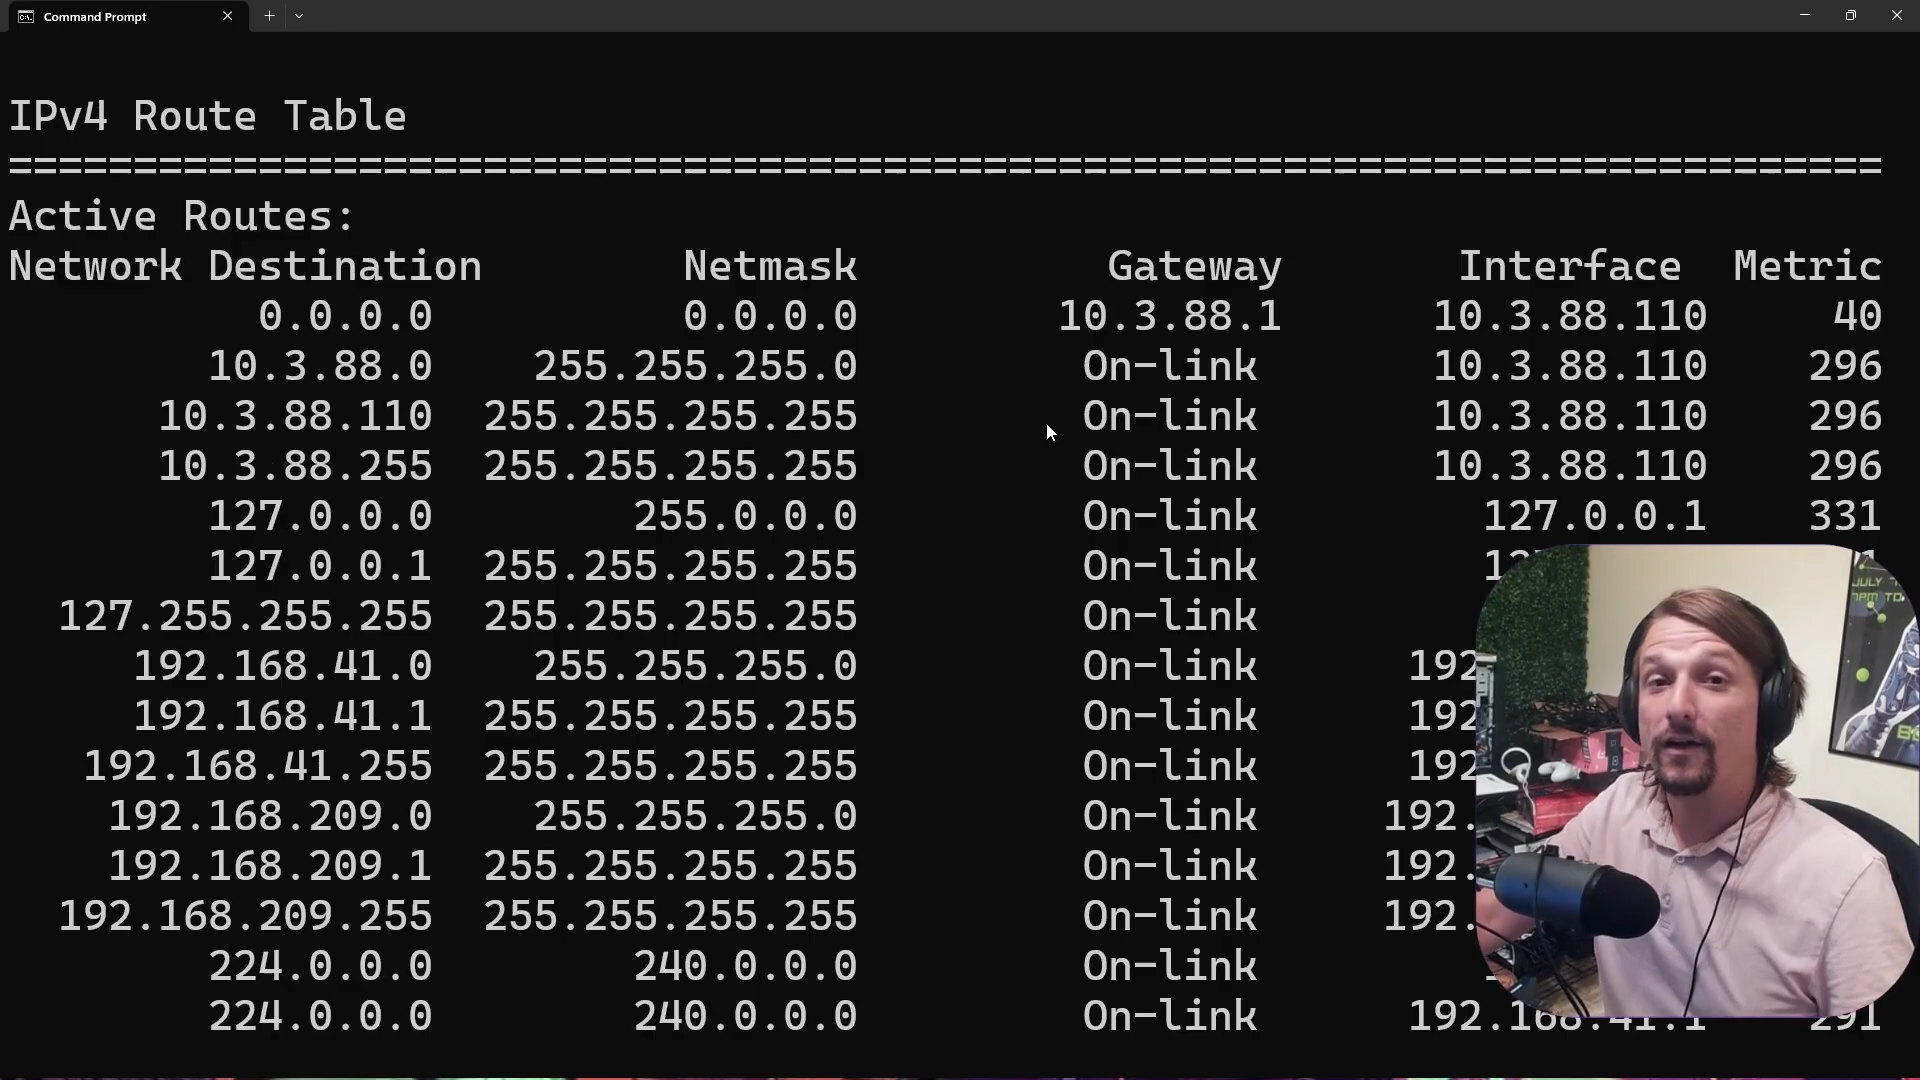 Command Prompt
IPv4 Route Table
===========================================================================
Active Routes:
Network Destination Netmask Gateway Interface Metric
0.0.0.0 0.0.0.0 10.3.88.1 10.3.88.110 40
10.3.88.0 255.255.255.0 On-link 10.3.88.110 296
10.3.88.110 255.255.255.255 On-link 10.3.88.110 296
10.3.88.255 255.255.255.255 On-link 10.3.88.110 296
127.0.0.0 255.0.0.0 On-link 127.0.0.1 331
127.0.0.1 255.255.255.255 On-link
127.255.255.255 255.255.255.255 On-link
192.168.41.0 255.255.255.0 On-link 192
192.168.41.1 255.255.255.255 On-link 192
192.168.41.255 255.255.255.255 On-link 192
192.168.209.0 255.255.255.0 On-link 192.
192.168.209.1 255.255.255.255 On-link 192.
192.168.209.255 255.255.255.255 On-link 192.
224.0.0.0 240.0.0.0 On-link
224.0.0.0 240.0.0.0 On-link 192.168.41.1 291
JULY